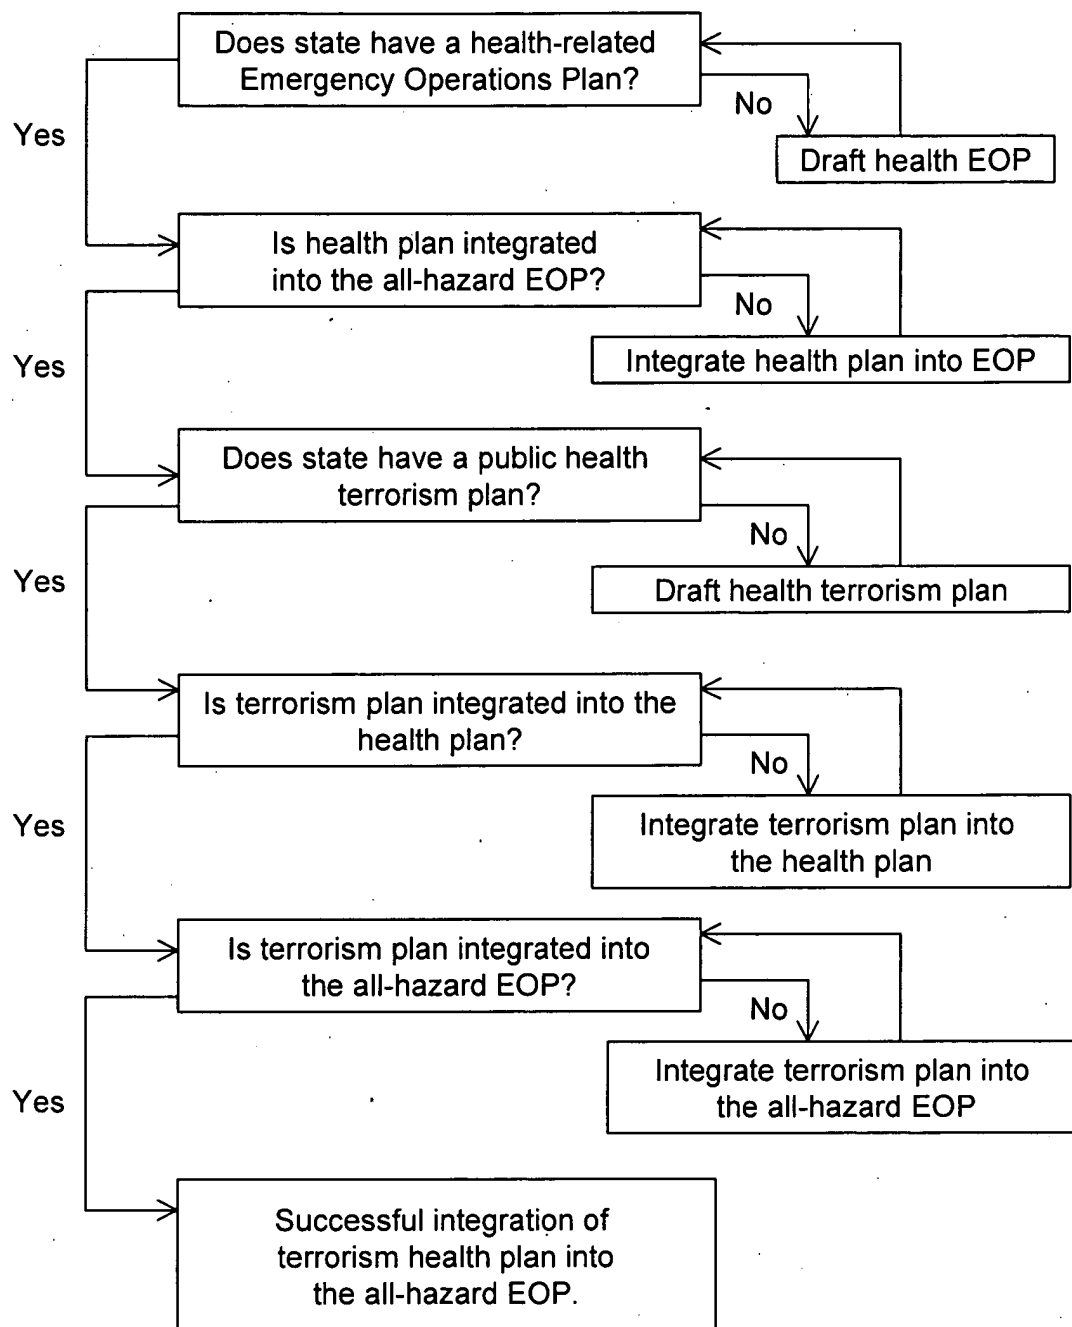 Does state have a health-related
Emergency Operations Plan?
No
Yes
Draft health EOP
Is health plan integrated
into the all-hazard EOP?
No
Yes
Integrate health plan into EOP
Does state have a public health
terrorism plan?
No
Yes
Draft health terrorism plan
Is terrorism plan integrated into the
health plan?
No
Yes
Integrate terrorism plan into
the health plan
Is terrorism plan integrated into
the all-hazard EOP?
No
Yes
Integrate terrorism plan into
the all-hazard EOP
Successful integration of
terrorism health plan into
the all-hazard EOP.